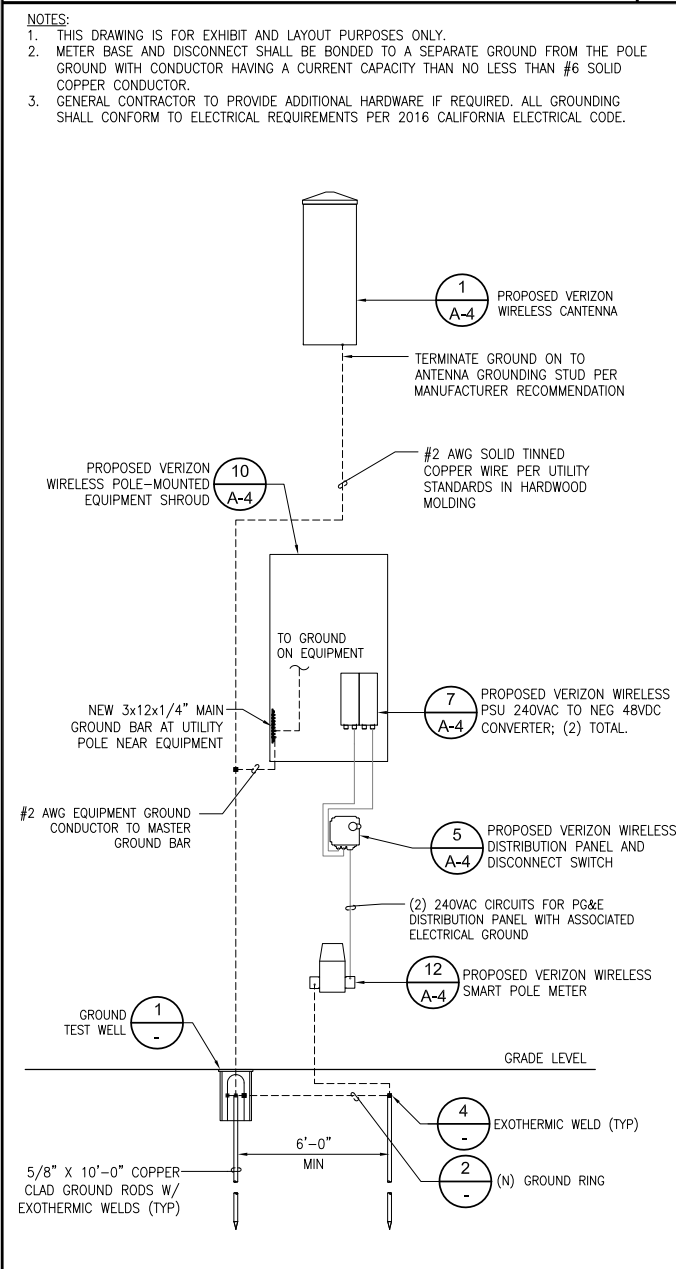 NOTES:
1. THIS DRAWING IS FOR EXHIBIT AND LAYOUT PURPOSES ONLY.
2. METER BASE AND DISCONNECT SHALL BE BONDED TO A SEPARATE GROUND FROM THE POLE
GROUND WITH CONDUCTOR HAVING A CURRENT CAPACITY THAN NO LESS THAN #6 SOLID
COPPER CONDUCTOR.
3. GENERAL CONTRACTOR TO PROVIDE ADDITIONAL HARDWARE IF REQUIRED. ALL GROUNDING
SHALL CONFORM TO ELECTRICAL REQUIREMENTS PER 2016 CALIFORNIA ELECTRICAL CODE.
1
A-4
PROPOSED VERIZON
WIRELESS CANTENNA
TERMINATE GROUND ON TO
ANTENNA GROUNDING STUD PER
MANUFACTURER RECOMMENDATION
#2 AWG SOLID TINNED
COPPER WIRE PER UTILITY
STANDARDS IN HARDWOOD
MOLDING
PROPOSED VERIZON
WIRELESS POLE-MOUNTED
EQUIPMENT SHROUD
10
A-4
TO GROUND
ON EQUIPMENT
NEW 3x12x1/4" MAIN
GROUND BAR AT UTILITY
POLE NEAR EQUIPMENT
7
A-4
PROPOSED VERIZON WIRELESS
PSU 240VAC TO NEG 48VDC
CONVERTER; (2) TOTAL.
#2 AWG EQUIPMENT GROUND
CONDUCTOR TO MASTER
GROUND BAR
5
A-4
PROPOSED VERIZON WIRELESS
DISTRIBUTION PANEL AND
DISCONNECT SWITCH
(2) 240VAC CIRCUITS FOR PG&E
DISTRIBUTION PANEL WITH ASSOCIATED
ELECTRICAL GROUND
12
A-4
PROPOSED VERIZON WIRELESS
SMART POLE METER
GROUND
TEST WELL
1
-
GRADE LEVEL
4
-
EXOTHERMIC WELD (TYP)
6'-0"
MIN
2
-
(N) GROUND RING
5/8" X 10'-0" COPPER
CLAD GROUND RODS W/
EXOTHERMIC WELDS (TYP)